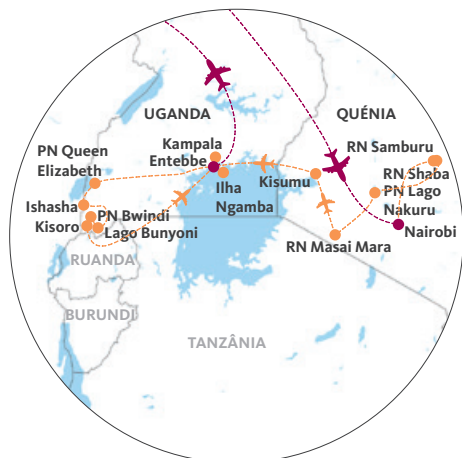 UGANDA
QUÉNIA
Kampala
Entebbe
PN Queen
Elizabeth
RN Samburu
RN Shaba
PN Lago
Nakuru
Kisumu
Ilha
Ngamba
Ishasha
PN Bwindi
Kisoro
Lago Bunyoni
Nairobi
RN Masai Mara
RUANDA
BURUNDI
TANZÂNIA